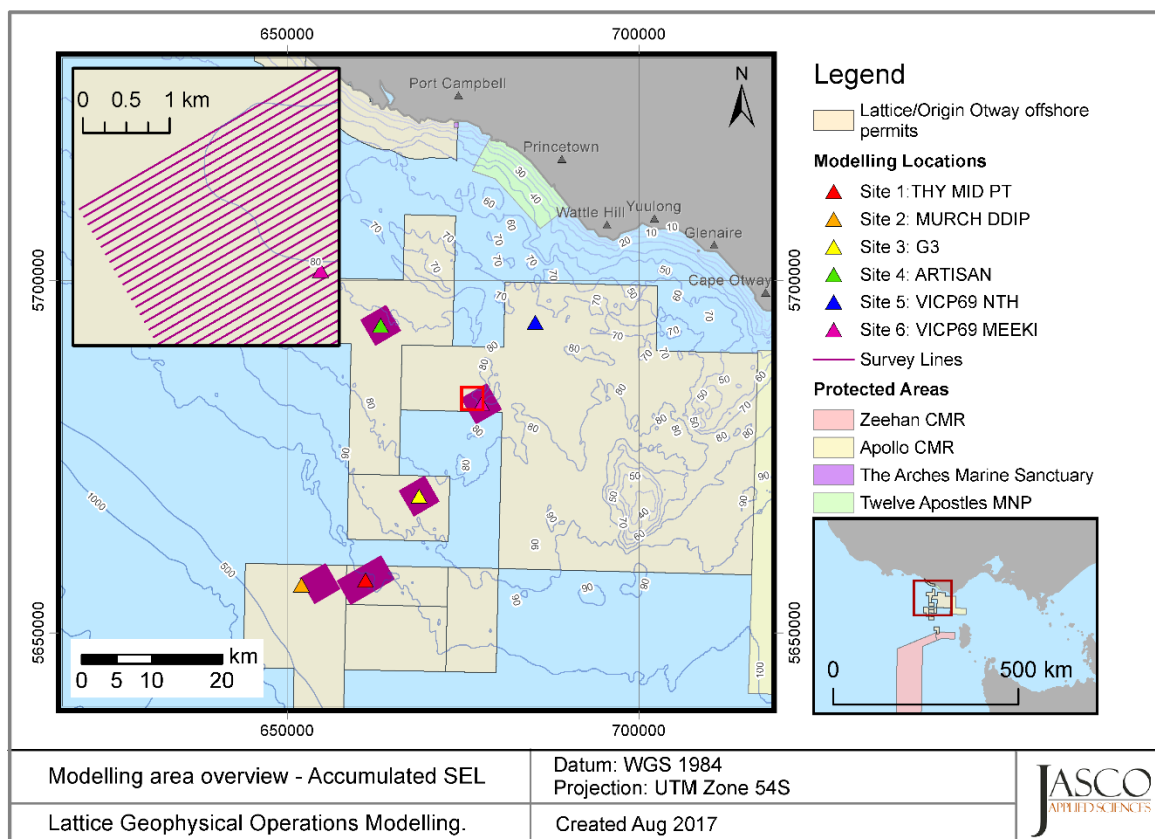 650000
700000
0 0.5 1 km
80
Port Campbell
Princetown
Wattle Hill
Yuulong
Glenaire
Cape Otway
N
5700000
5700000
5650000
5650000
1000
500
100
0 5 10 20 km
650000
700000
Legend
Lattice/Origin Otway offshore
permits
Modelling Locations
Site 1: THY MID PT
Site 2: MURCH DDIP
Site 3: G3
Site 4: ARTISAN
Site 5: VICP69 NTH
Site 6: VICP69 MEEKI
Survey Lines
Protected Areas
Zeehan CMR
Apollo CMR
The Arches Marine Sanctuary
Twelve Apostles MNP
0 500 km
Modelling area overview - Accumulated SEL
Lattice Geophysical Operations Modelling.
Datum: WGS 1984
Projection: UTM Zone 54S
Created Aug 2017
JASCO
APPLIED SCIENCES